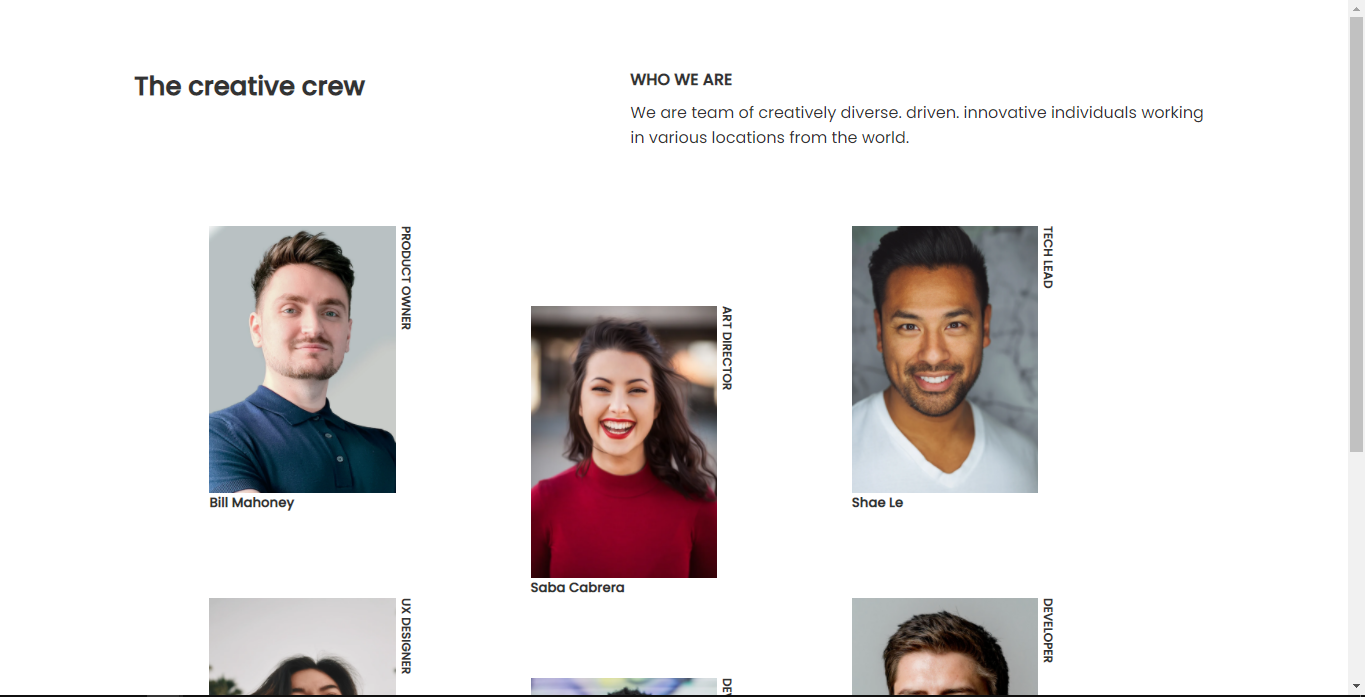 The creative crew
WHO WE ARE
We are team of creatively diverse. driven. innovative individuals working
in various locations from the world.
PRODUCT OWNER
Bill Mahoney
ART DIRECTOR
Saba Cabrera
TECH LEAD
Shae Le
UX DESIGNER
DEVELOPER